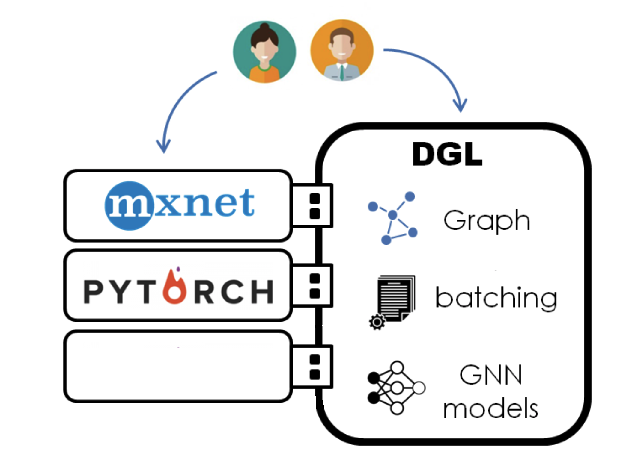 DGL
mxnet
Graph
PYTORCH
batching
GNN
models